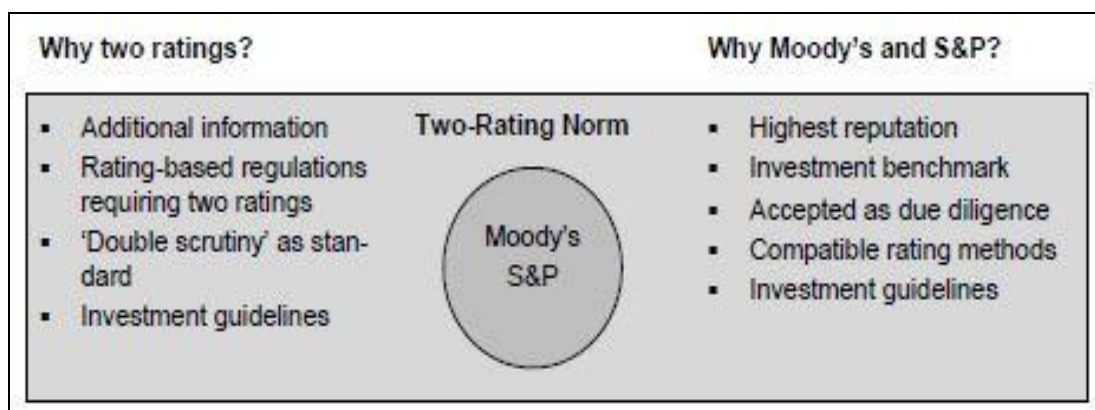 Why two ratings?
▪ Additional information
▪ Rating-based regulations
requiring two ratings
▪ ‘Double scrutiny’ as stan-
dard
▪ Investment guidelines
Two-Rating Norm
Moody’s
S&P
Why Moody’s and S&P?
▪ Highest reputation
▪ Investment benchmark
▪ Accepted as due diligence
▪ Compatible rating methods
▪ Investment guidelines